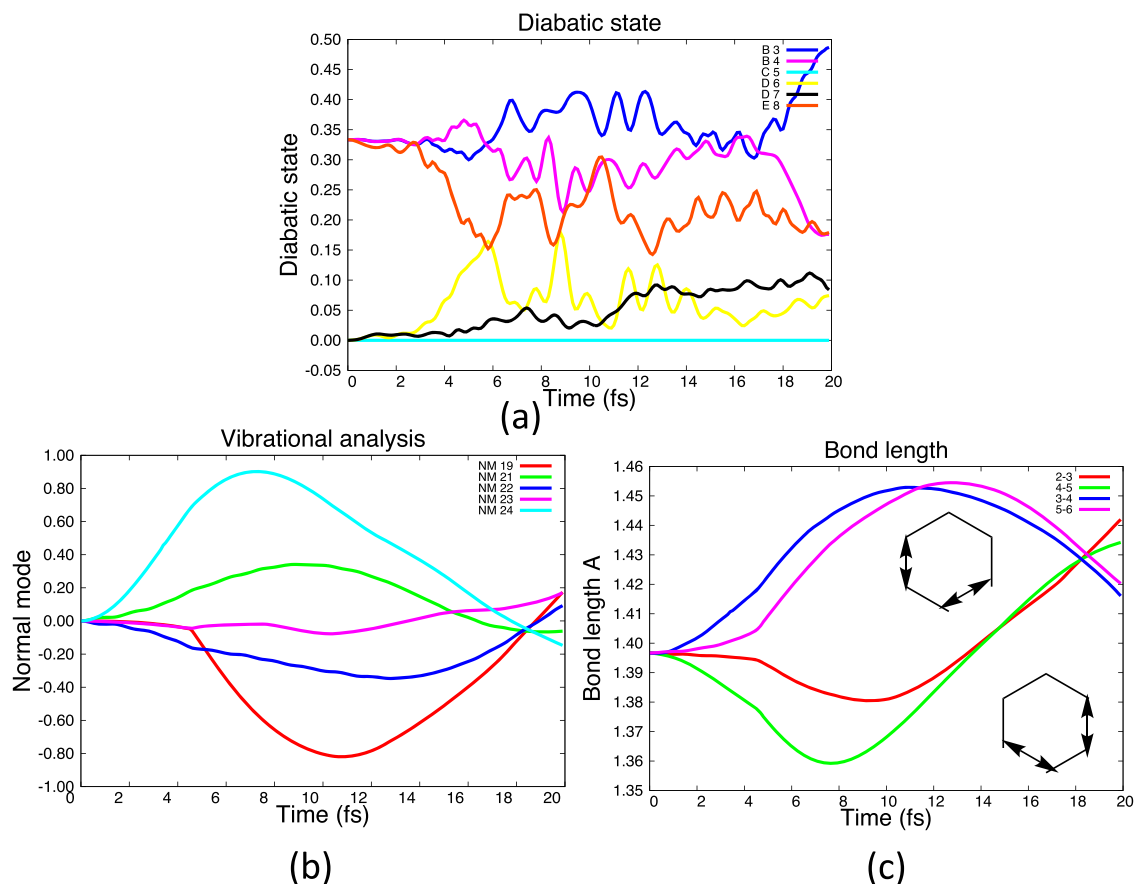 Diabatic state
0.50
0.45
0.40
0.35
0.30
0.25
0.20
0.15
0.10
0.05
0.00
-0.05
Diabatic state
B 3
B 4
C 5
D 6
D 7
E 8
0 2 4 6 8 10 12 14 16 18 20
Time (fs)
(a)
Vibrational analysis
1.00
0.80
0.60
0.40
0.20
0.00
-0.20
-0.40
-0.60
-0.80
-1.00
Normal mode
NM 19
NM 21
NM 22
NM 23
NM 24
0 2 4 6 8 10 12 14 16 18 20
Time (fs)
(b)
Bond length
1.46
1.45
1.44
1.43
1.42
1.41
1.40
1.39
1.38
1.37
1.36
1.35
Bond length A
2-3
4-5
3-4
5-6
0 2 4 6 8 10 12 14 16 18 20
Time (fs)
(c)